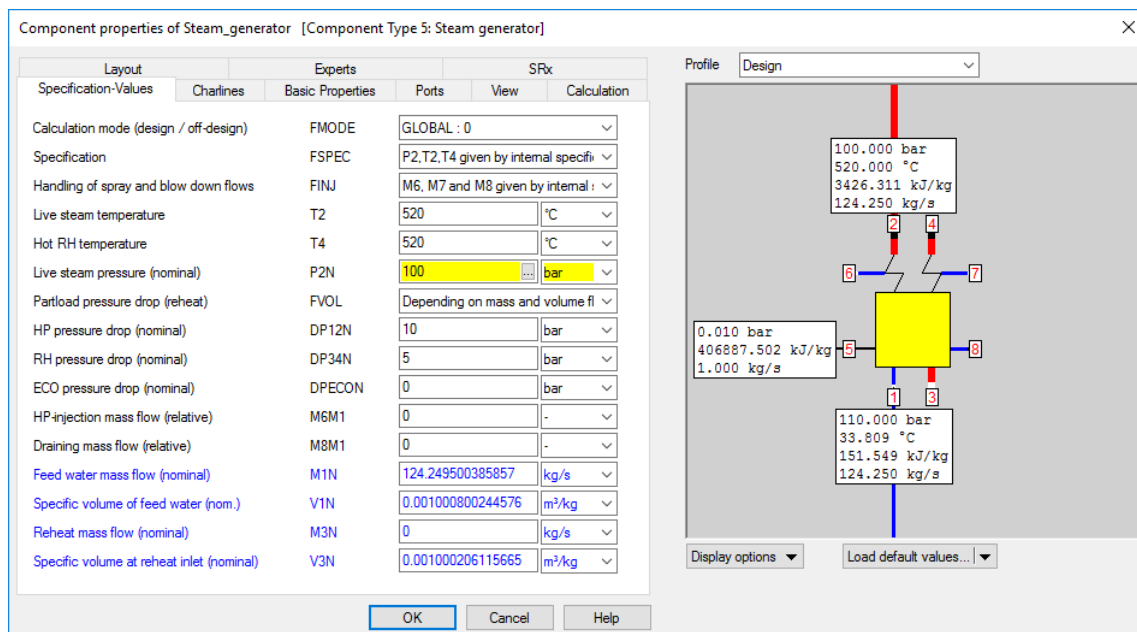 Component properties of Steam_generator [Component Type 5: Steam generator]
Layout Experts SRx
Specification-Values Charlines Basic Properties Ports View Calculation
Calculation mode (design / off-design) FMODE GLOBAL : 0
Specification FSPEC P2,T2,T4 given by internal specifi
Handling of spray and blow down flows FINJ M6, M7 and M8 given by internal :
Live steam temperature T2 520 °C
Hot RH temperature T4 520 °C
Live steam pressure (nominal) P2N 100 ... bar
Partload pressure drop (reheat) FVOL Depending on mass and volume fl
HP pressure drop (nominal) DP12N 10 bar
RH pressure drop (nominal) DP34N 5 bar
ECO pressure drop (nominal) DPECON 0 bar
HP-injection mass flow (relative) M6M1 0 -
Draining mass flow (relative) M8M1 0 -
Feed water mass flow (nominal) M1N 124.249500385857 kg/s
Specific volume of feed water (nom.) V1N 0.001000800244576 m³/kg
Reheat mass flow (nominal) M3N 0 kg/s
Specific volume at reheat inlet (nominal) V3N 0.001000206115665 m³/kg
OK Cancel Help
Profile Design
100.000 bar
520.000 °C
3426.311 kJ/kg
124.250 kg/s
2 4
6 7
0.010 bar
406887.502 kJ/kg
1.000 kg/s
5 8
1 3
110.000 bar
33.809 °C
151.549 kJ/kg
124.250 kg/s
Display options Load default values...